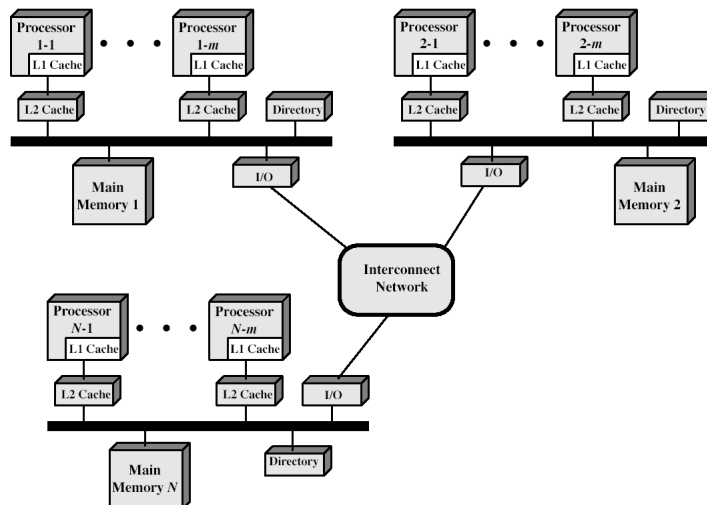 Processor
1-1
L1 Cache
Processor
1-m
L1 Cache
L2 Cache
L2 Cache
Directory
Main
Memory 1
I/O
Processor
2-1
L1 Cache
Processor
2-m
L1 Cache
L2 Cache
L2 Cache
Directory
I/O
Main
Memory 2
Interconnect
Network
Processor
N-1
L1 Cache
Processor
N-m
L1 Cache
L2 Cache
L2 Cache
I/O
Main
Memory N
Directory